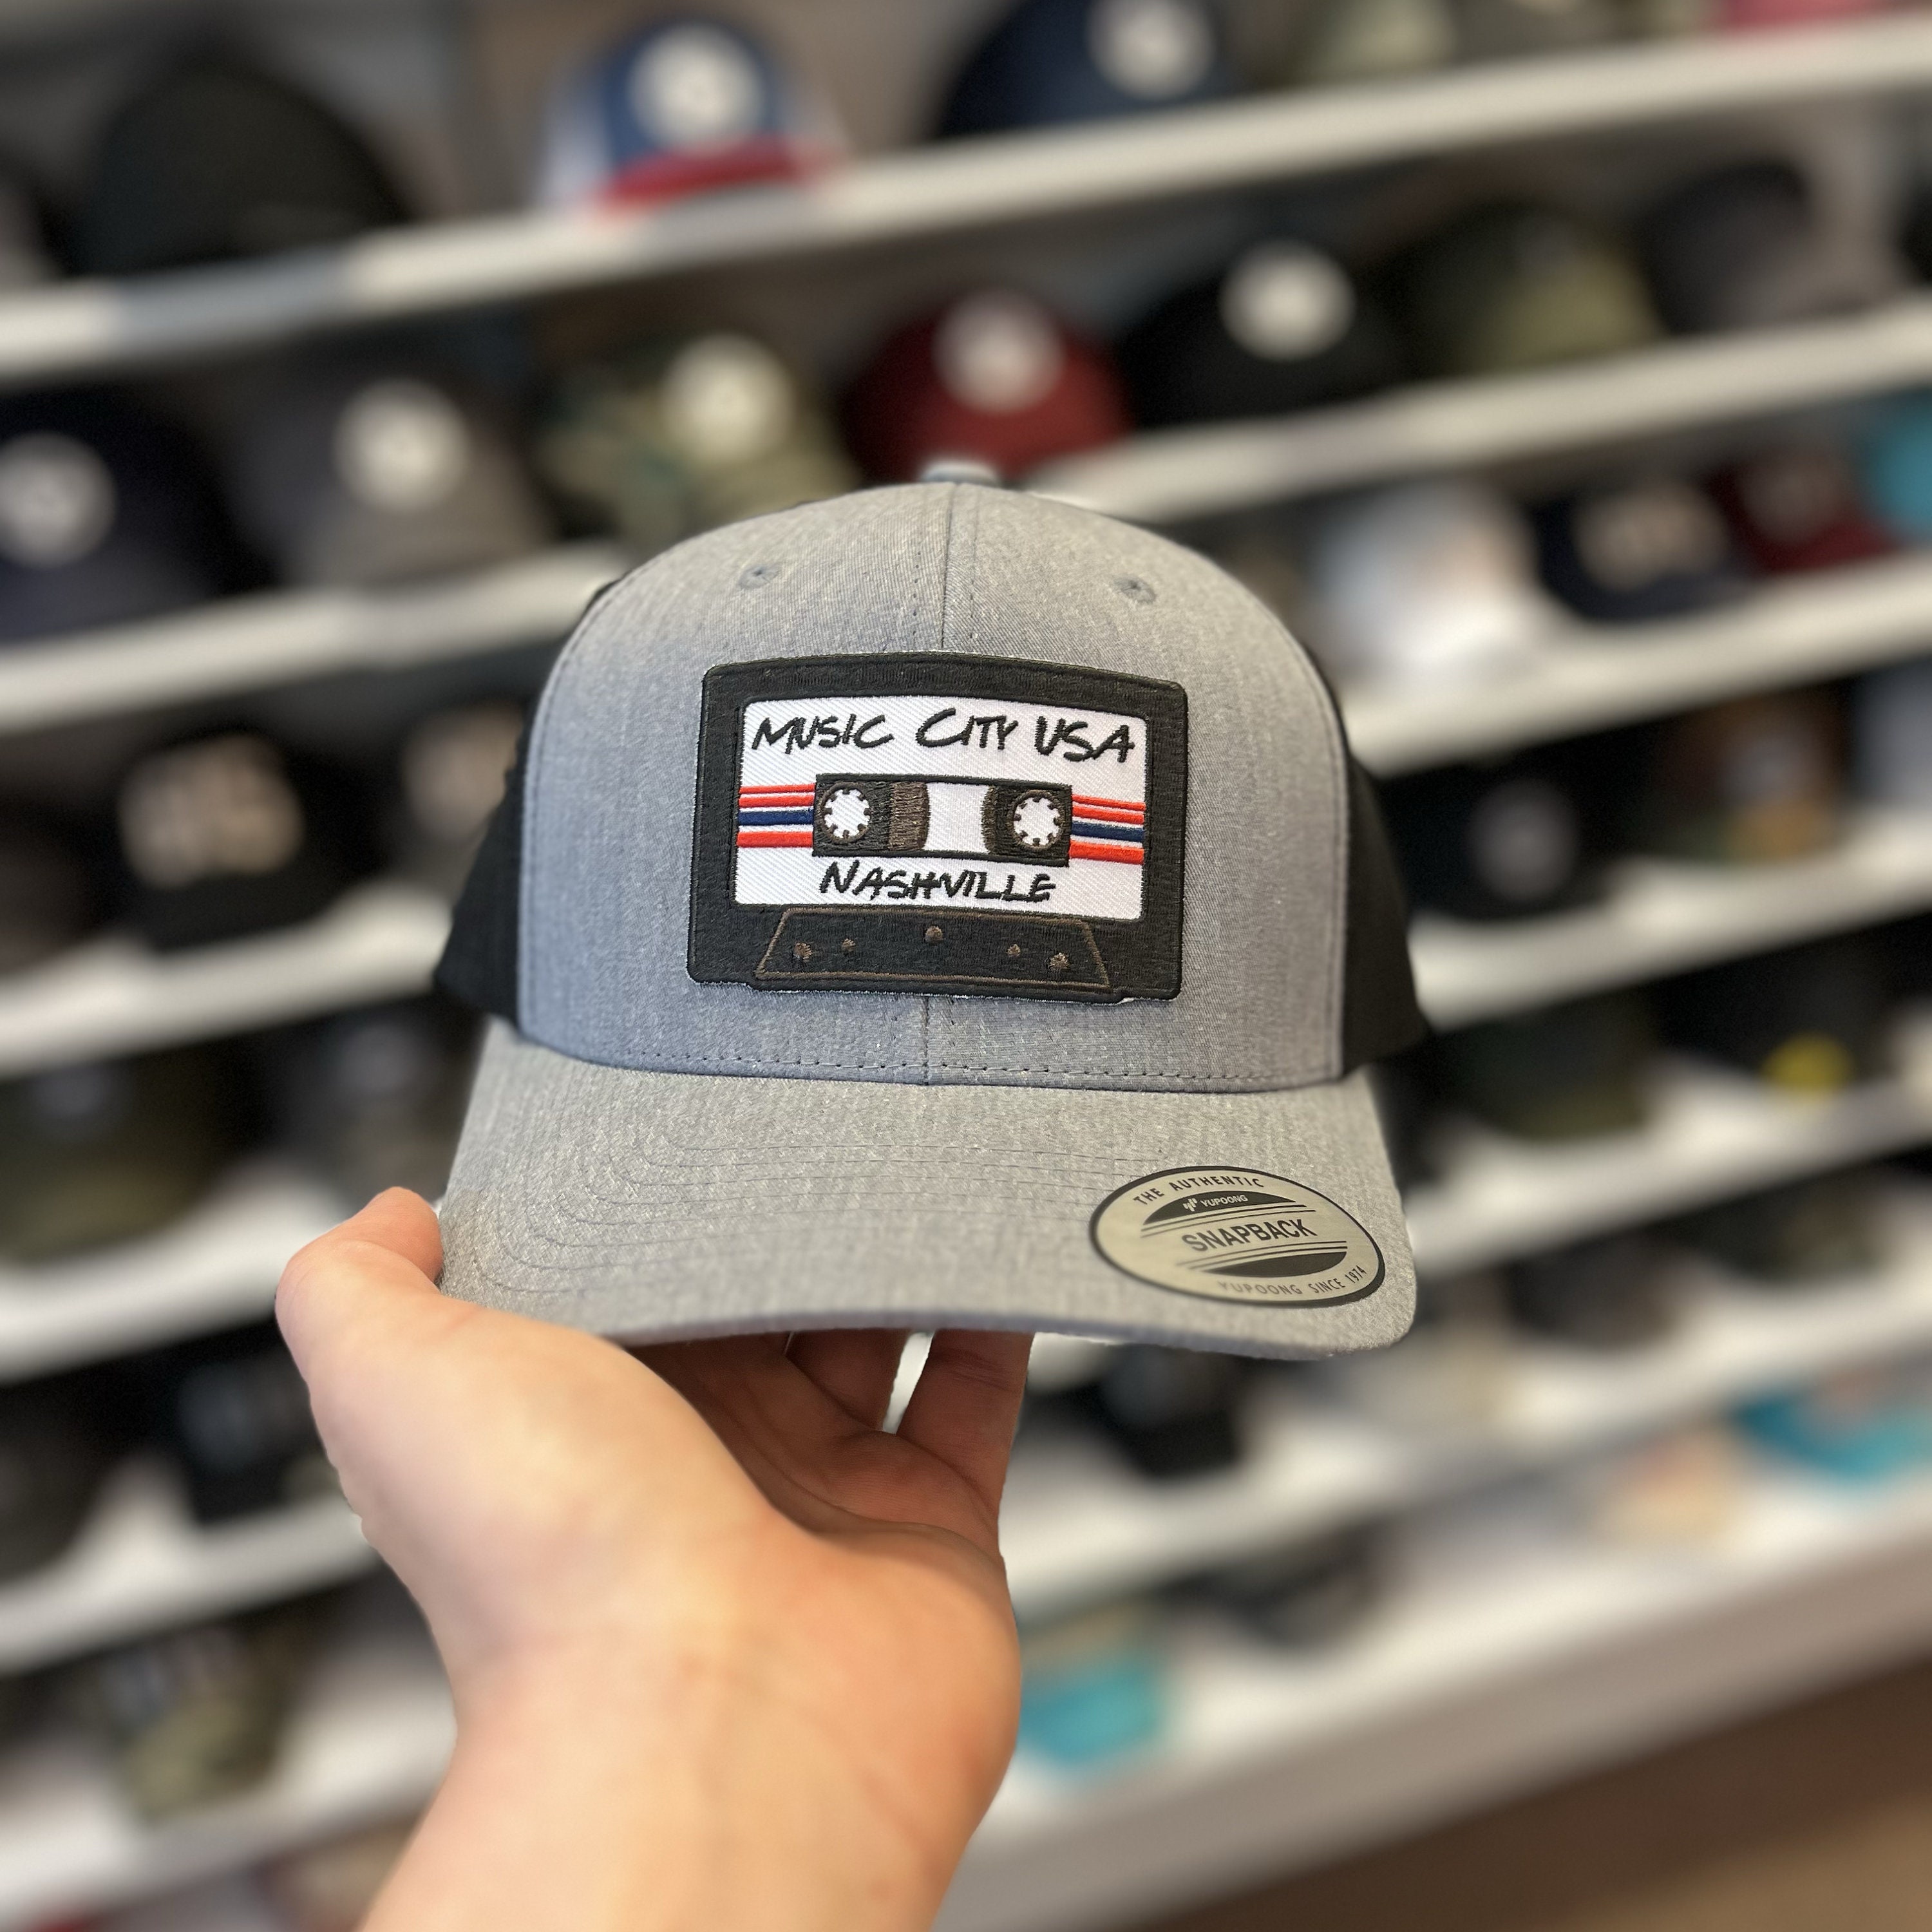 MUSIC CITY USA
NASHVILLE
THE AUTHENTIC
YUPOONG
SNAPBACK
YUPOONG SINCE 1974